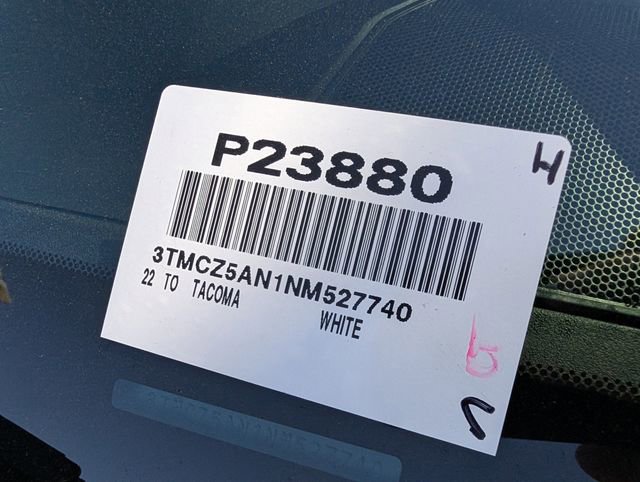 P23880
H
3TMCZ5AN1NM527740
22 TO TACOMA WHITE